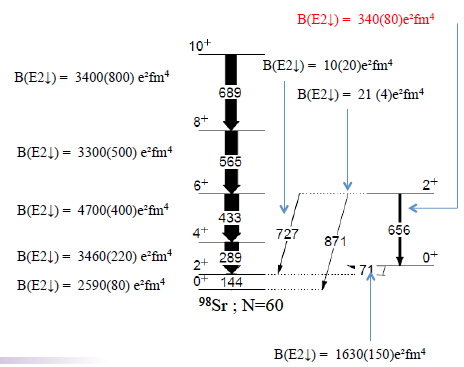 B(E2↓) = 340(80)e²fm⁴
10⁺
B(E2↓) = 10(20)e²fm⁴
B(E2↓) = 3400(800) e²fm⁴
689
B(E2↓) = 21 (4)e²fm⁴
8⁺
B(E2↓) = 3300(500) e²fm⁴
565
6⁺
2⁺
B(E2↓) = 4700(400)e²fm⁴
433
727
871
656
4⁺
B(E2↓) = 3460(220) e²fm⁴
289
0⁺
2⁺
71
B(E2↓) = 2590(80) e²fm⁴
0⁺
144
⁹⁸Sr ; N=60
B(E2↓) = 1630(150)e²fm⁴